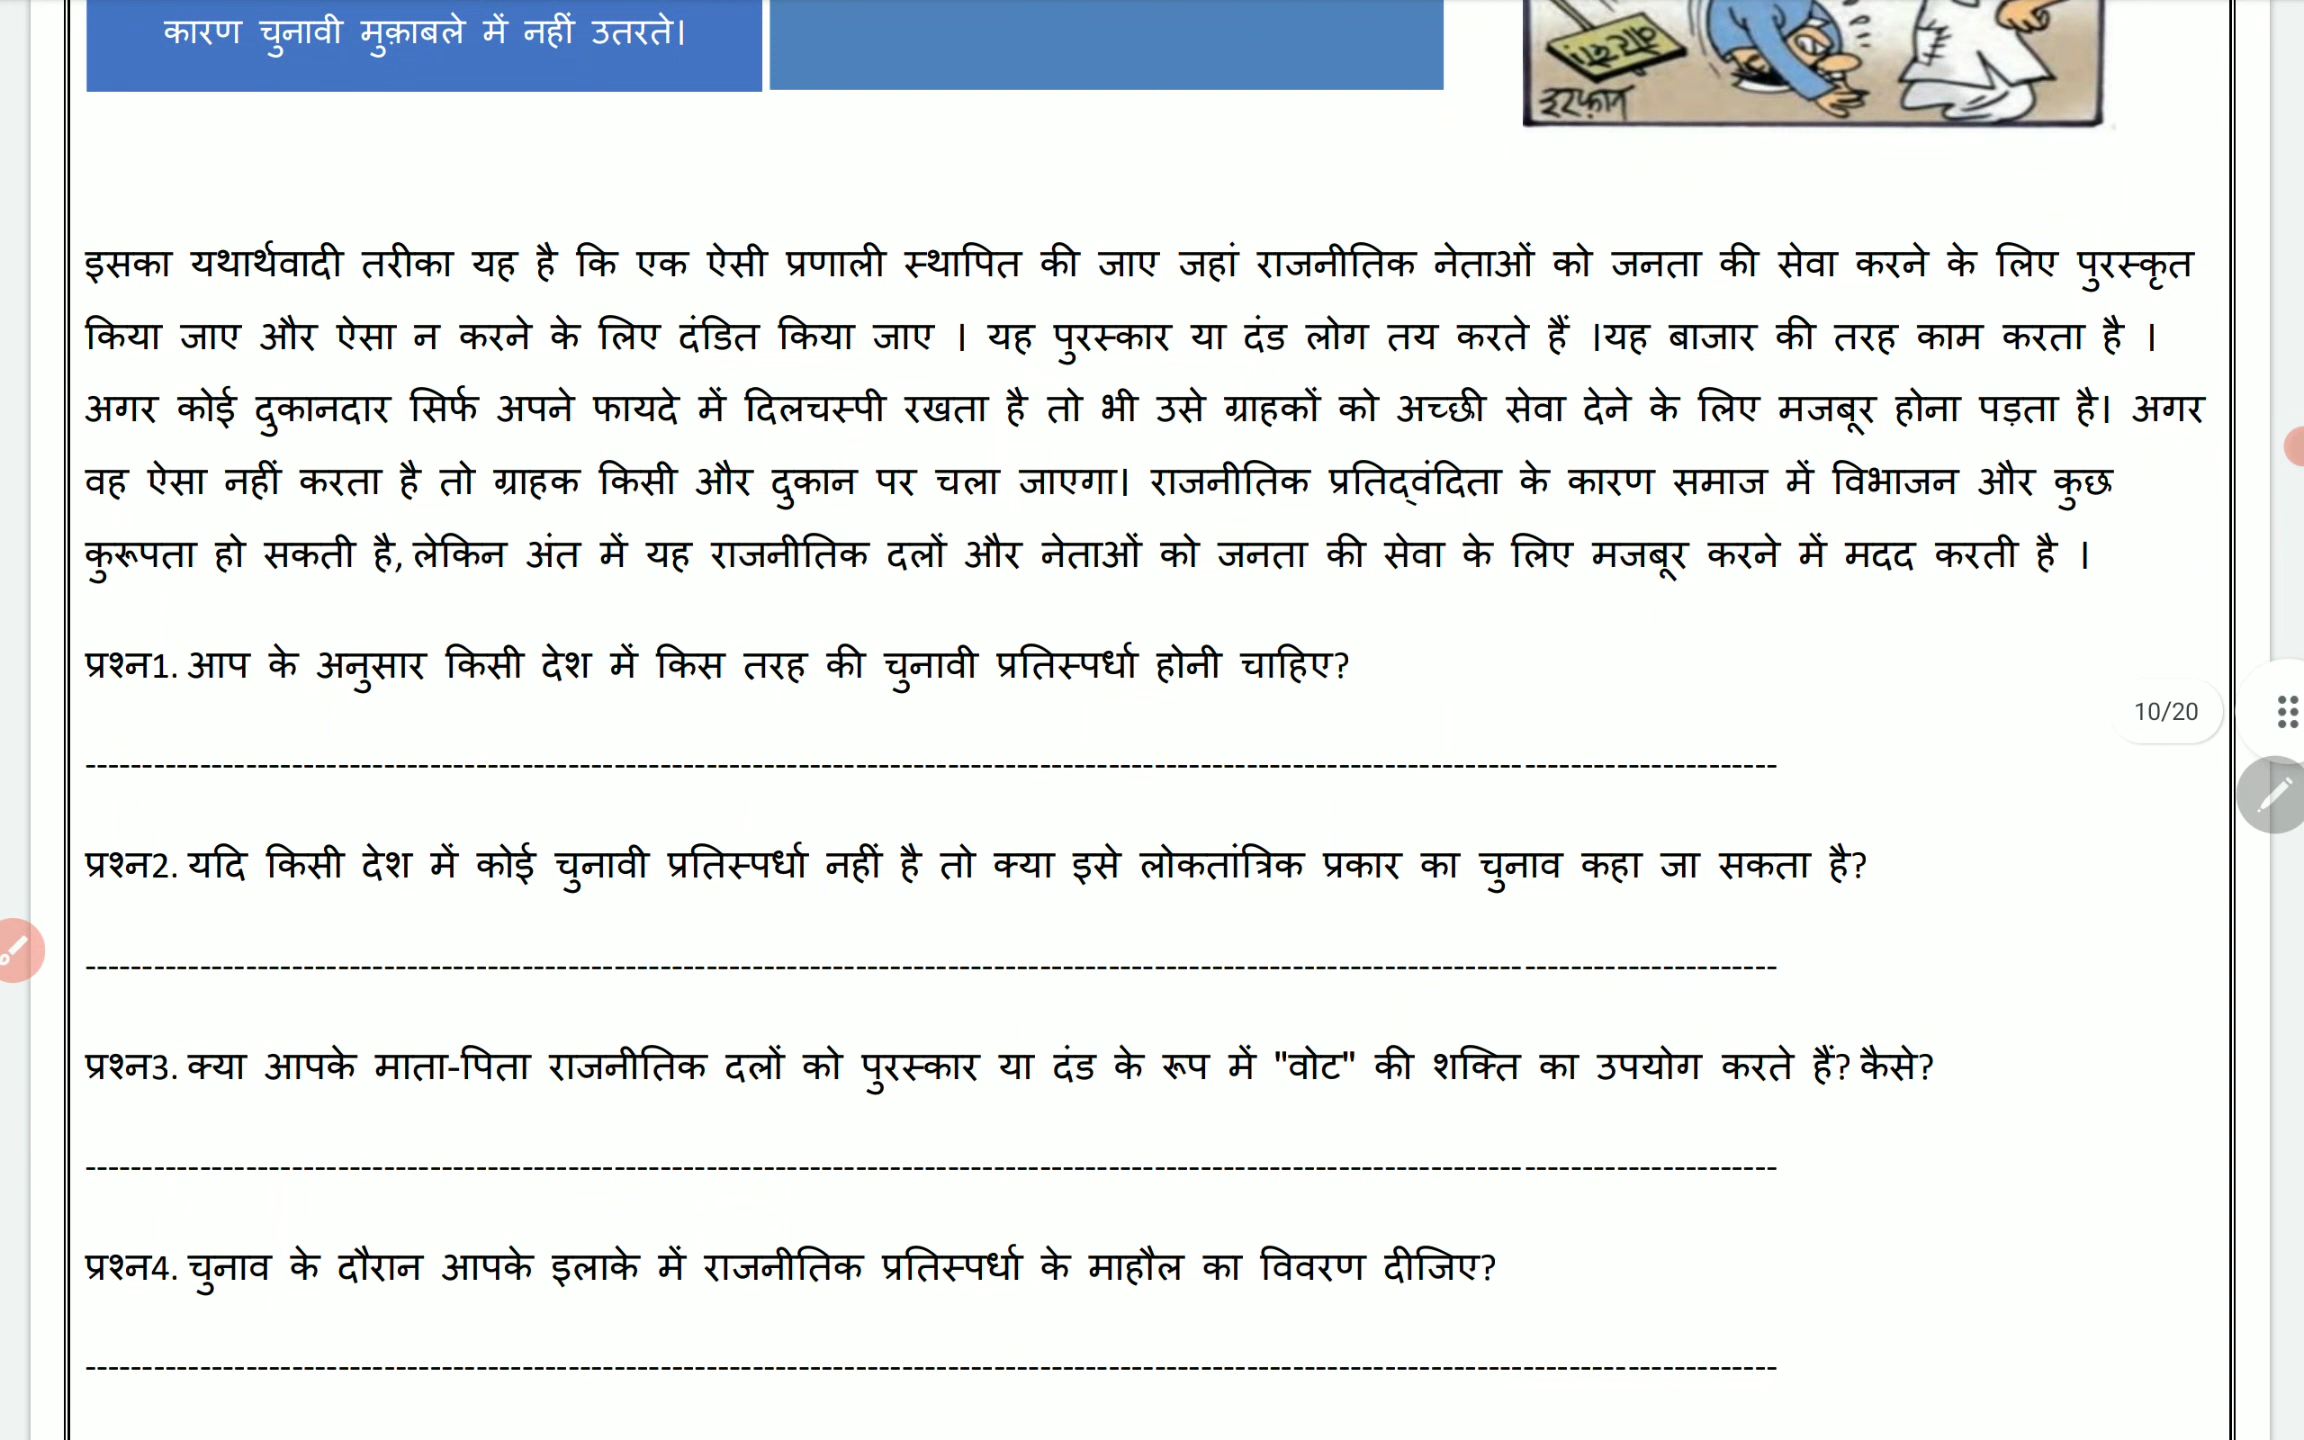 कारण चुनावी मुक़ाबले में नहीं उतरते।
इरफ़ान
इसका यथार्थवादी तरीका यह है कि एक ऐसी प्रणाली स्थापित की जाए जहां राजनीतिक नेताओं को जनता की सेवा करने के लिए पुरस्कृत
किया जाए और ऐसा न करने के लिए दंडित किया जाए । यह पुरस्कार या दंड लोग तय करते हैं ।यह बाजार की तरह काम करता है ।
अगर कोई दुकानदार सिर्फ अपने फायदे में दिलचस्पी रखता है तो भी उसे ग्राहकों को अच्छी सेवा देने के लिए मजबूर होना पड़ता है। अगर
वह ऐसा नहीं करता है तो ग्राहक किसी और दुकान पर चला जाएगा। राजनीतिक प्रतिद्वंदिता के कारण समाज में विभाजन और कुछ
कुरूपता हो सकती है, लेकिन अंत में यह राजनीतिक दलों और नेताओं को जनता की सेवा के लिए मजबूर करने में मदद करती है ।
प्रश्न1. आप के अनुसार किसी देश में किस तरह की चुनावी प्रतिस्पर्धा होनी चाहिए?
10/20
प्रश्न2. यदि किसी देश में कोई चुनावी प्रतिस्पर्धा नहीं है तो क्या इसे लोकतांत्रिक प्रकार का चुनाव कहा जा सकता है?
प्रश्न3. क्या आपके माता-पिता राजनीतिक दलों को पुरस्कार या दंड के रूप में "वोट" की शक्ति का उपयोग करते हैं? कैसे?
प्रश्न4. चुनाव के दौरान आपके इलाके में राजनीतिक प्रतिस्पर्धा के माहौल का विवरण दीजिए?